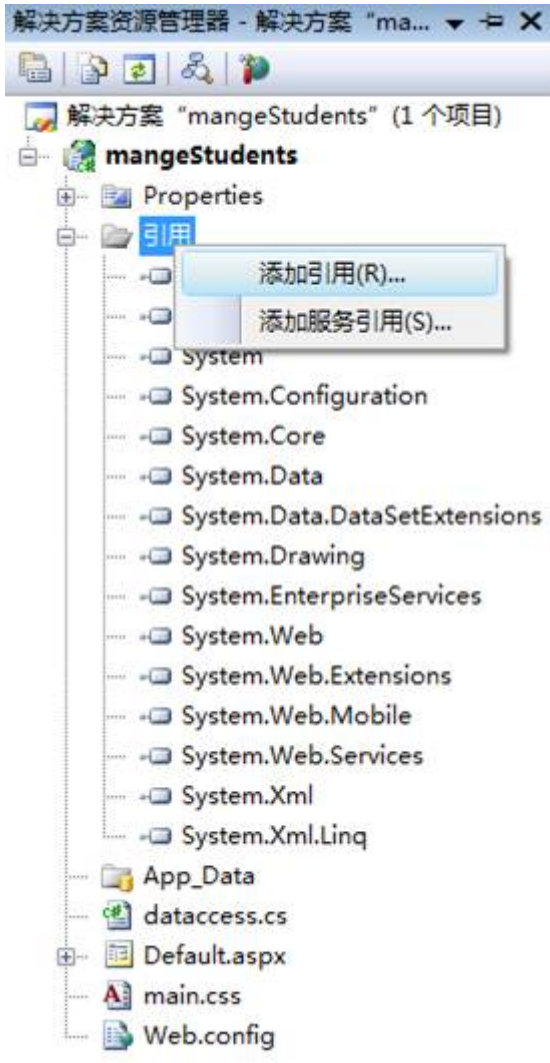 解决方案资源管理器 - 解决方案 "ma...
解决方案 "mangeStudents" (1 个项目)
mangeStudents
Properties
引用
添加引用(R)...
添加服务引用(S)...
System
System.Configuration
System.Core
System.Data
System.Data.DataSetExtensions
System.Drawing
System.EnterpriseServices
System.Web
System.Web.Extensions
System.Web.Mobile
System.Web.Services
System.Xml
System.Xml.Linq
App_Data
dataccess.cs
Default.aspx
main.css
Web.config